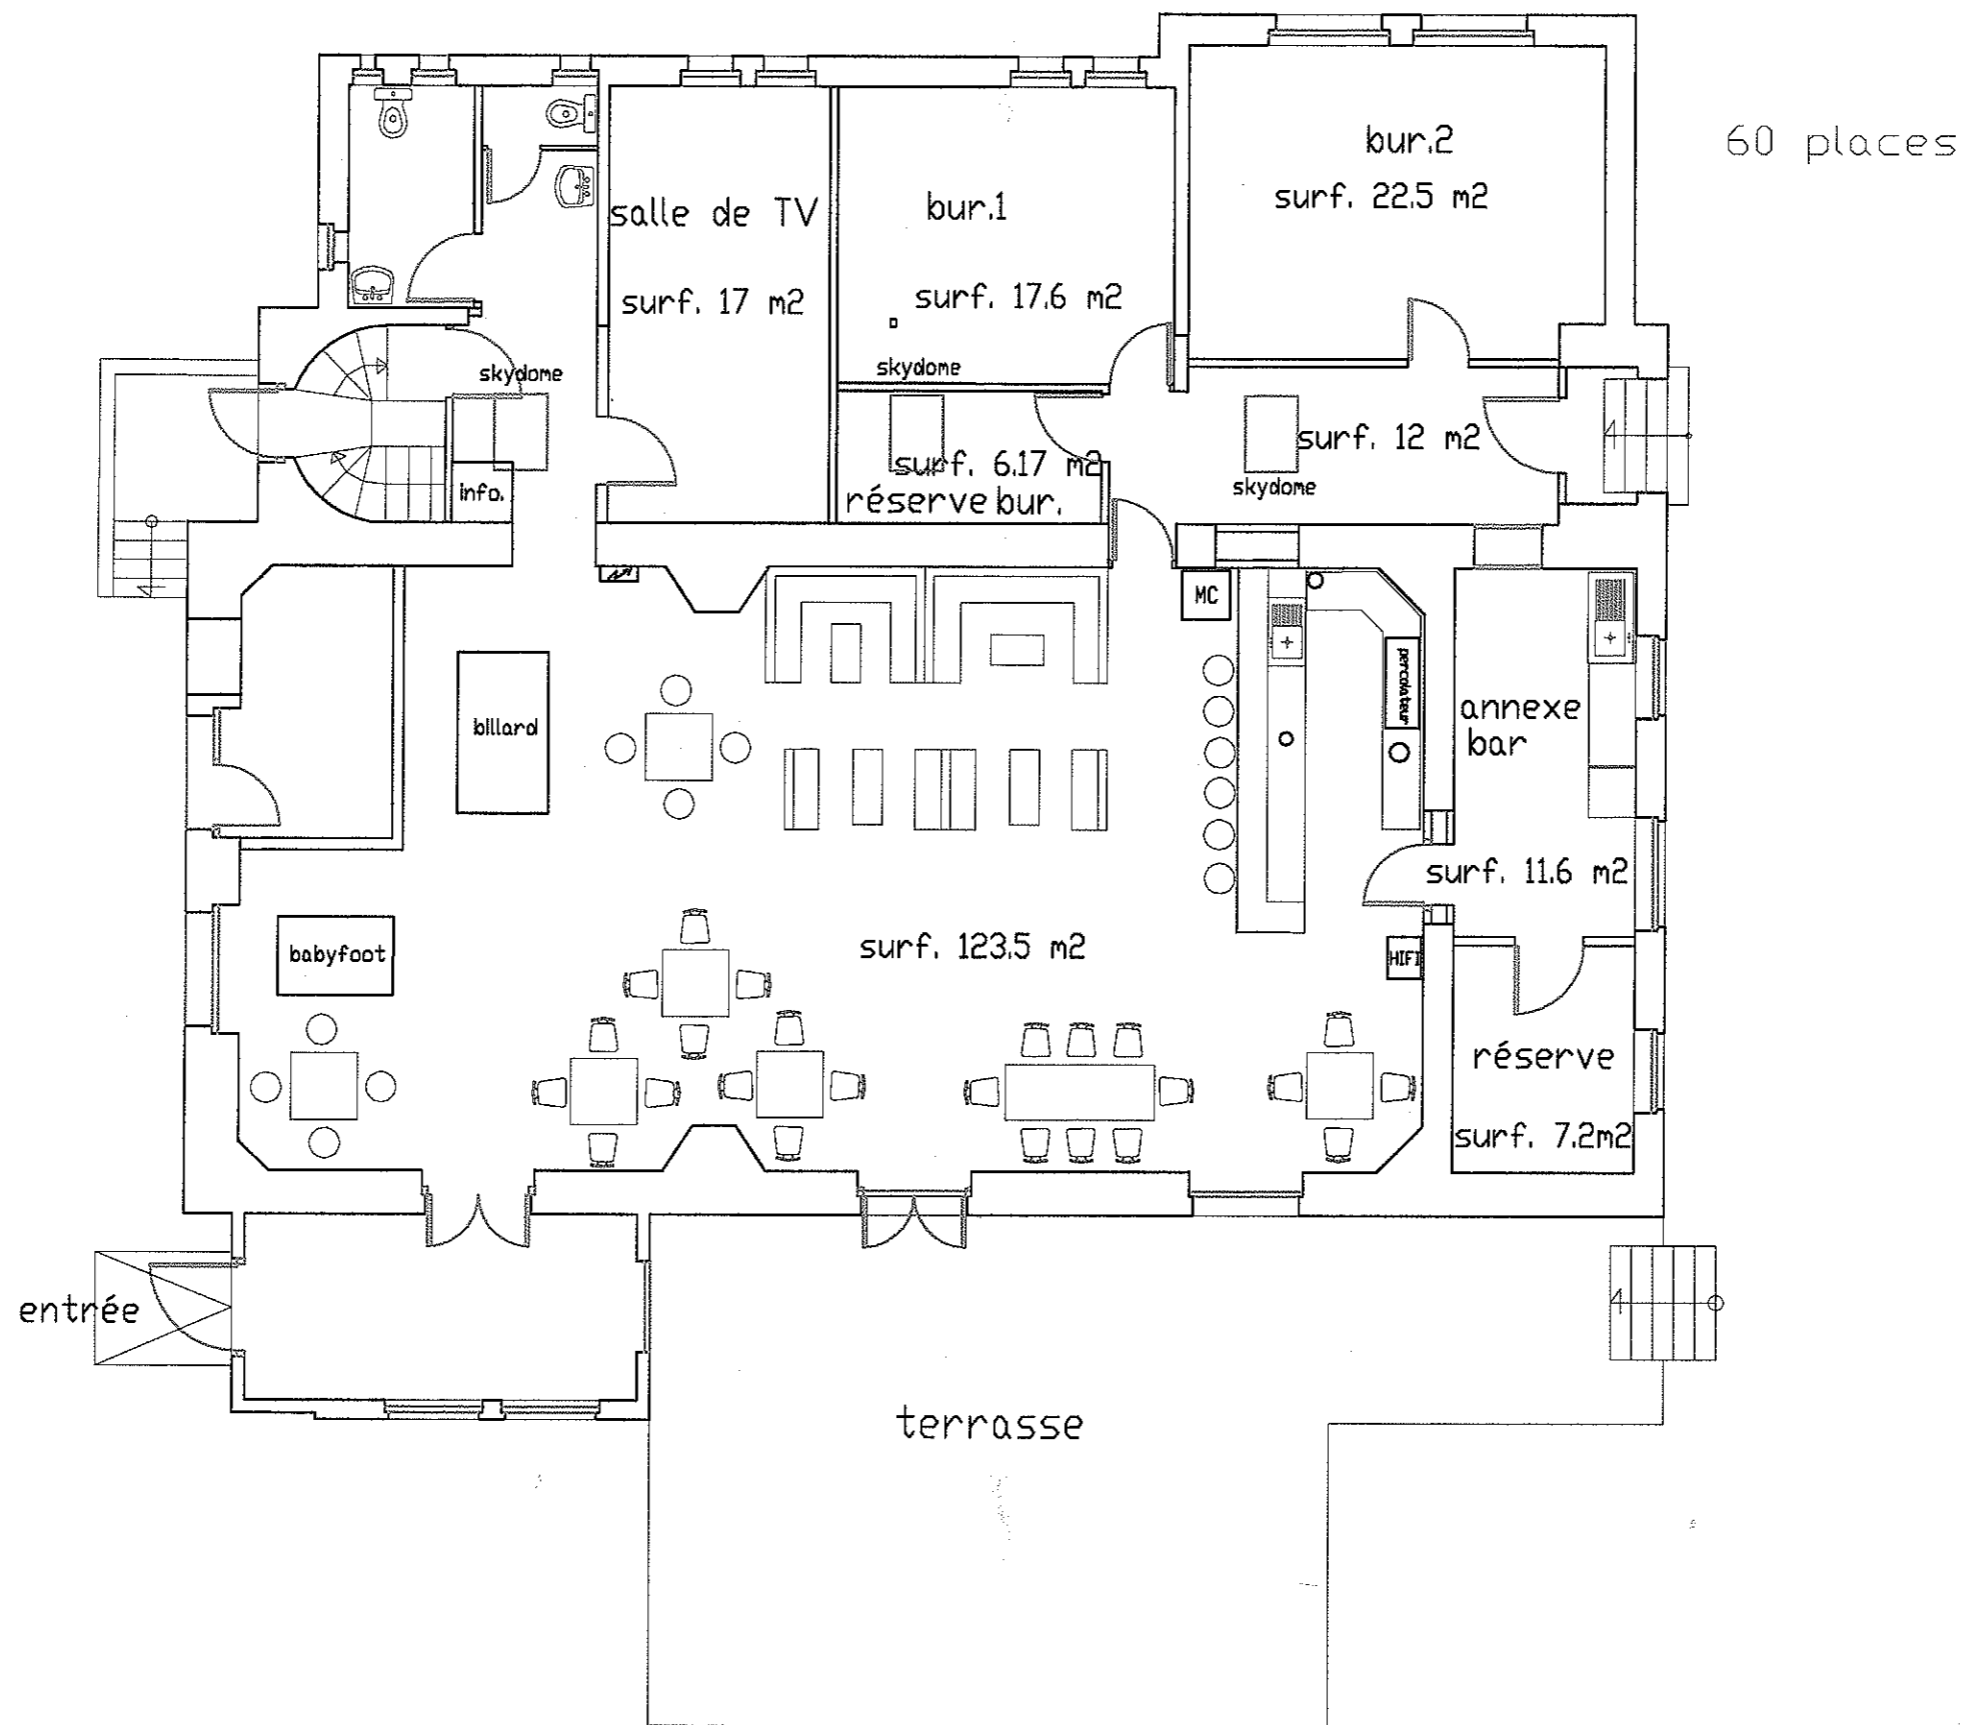 60 places
bur.2
surf. 22.5 m2
salle de TV
surf. 17 m2
bur.1
surf. 17.6 m2
skydome
skydome
surf. 6.17 m2
réserve bur.
surf. 12 m2
skydome
info.
MC
percolateur
billard
annexe
bar
surf. 11.6 m2
babyfoot
surf. 123.5 m2
HIFI
réserve
surf. 7.2m2
entrée
terrasse